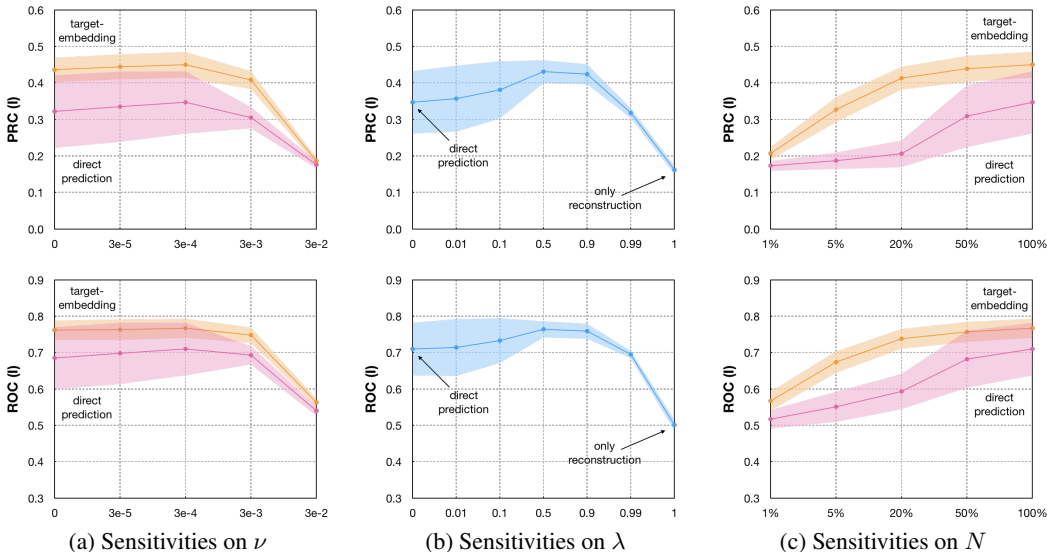 0.6
0.5
0.4
0.3
0.2
0.1
0.0
PRC (I)
target-
embedding
direct
prediction
0 3e-5 3e-4 3e-3 3e-2
0.6
0.5
0.4
0.3
0.2
0.1
0.0
PRC (I)
direct
prediction
only
reconstruction
0 0.01 0.1 0.5 0.9 0.99 1
0.6
0.5
0.4
0.3
0.2
0.1
0.0
PRC (I)
target-
embedding
direct
prediction
1% 5% 20% 50% 100%
0.9
0.8
0.7
0.6
0.5
0.4
0.3
ROC (I)
target-
embedding
direct
prediction
0 3e-5 3e-4 3e-3 3e-2
(a) Sensitivities on ν
0.9
0.8
0.7
0.6
0.5
0.4
0.3
ROC (I)
direct
prediction
only
reconstruction
0 0.01 0.1 0.5 0.9 0.99 1
(b) Sensitivities on λ
0.9
0.8
0.7
0.6
0.5
0.4
0.3
ROC (I)
target-
embedding
direct
prediction
1% 5% 20% 50% 100%
(c) Sensitivities on N